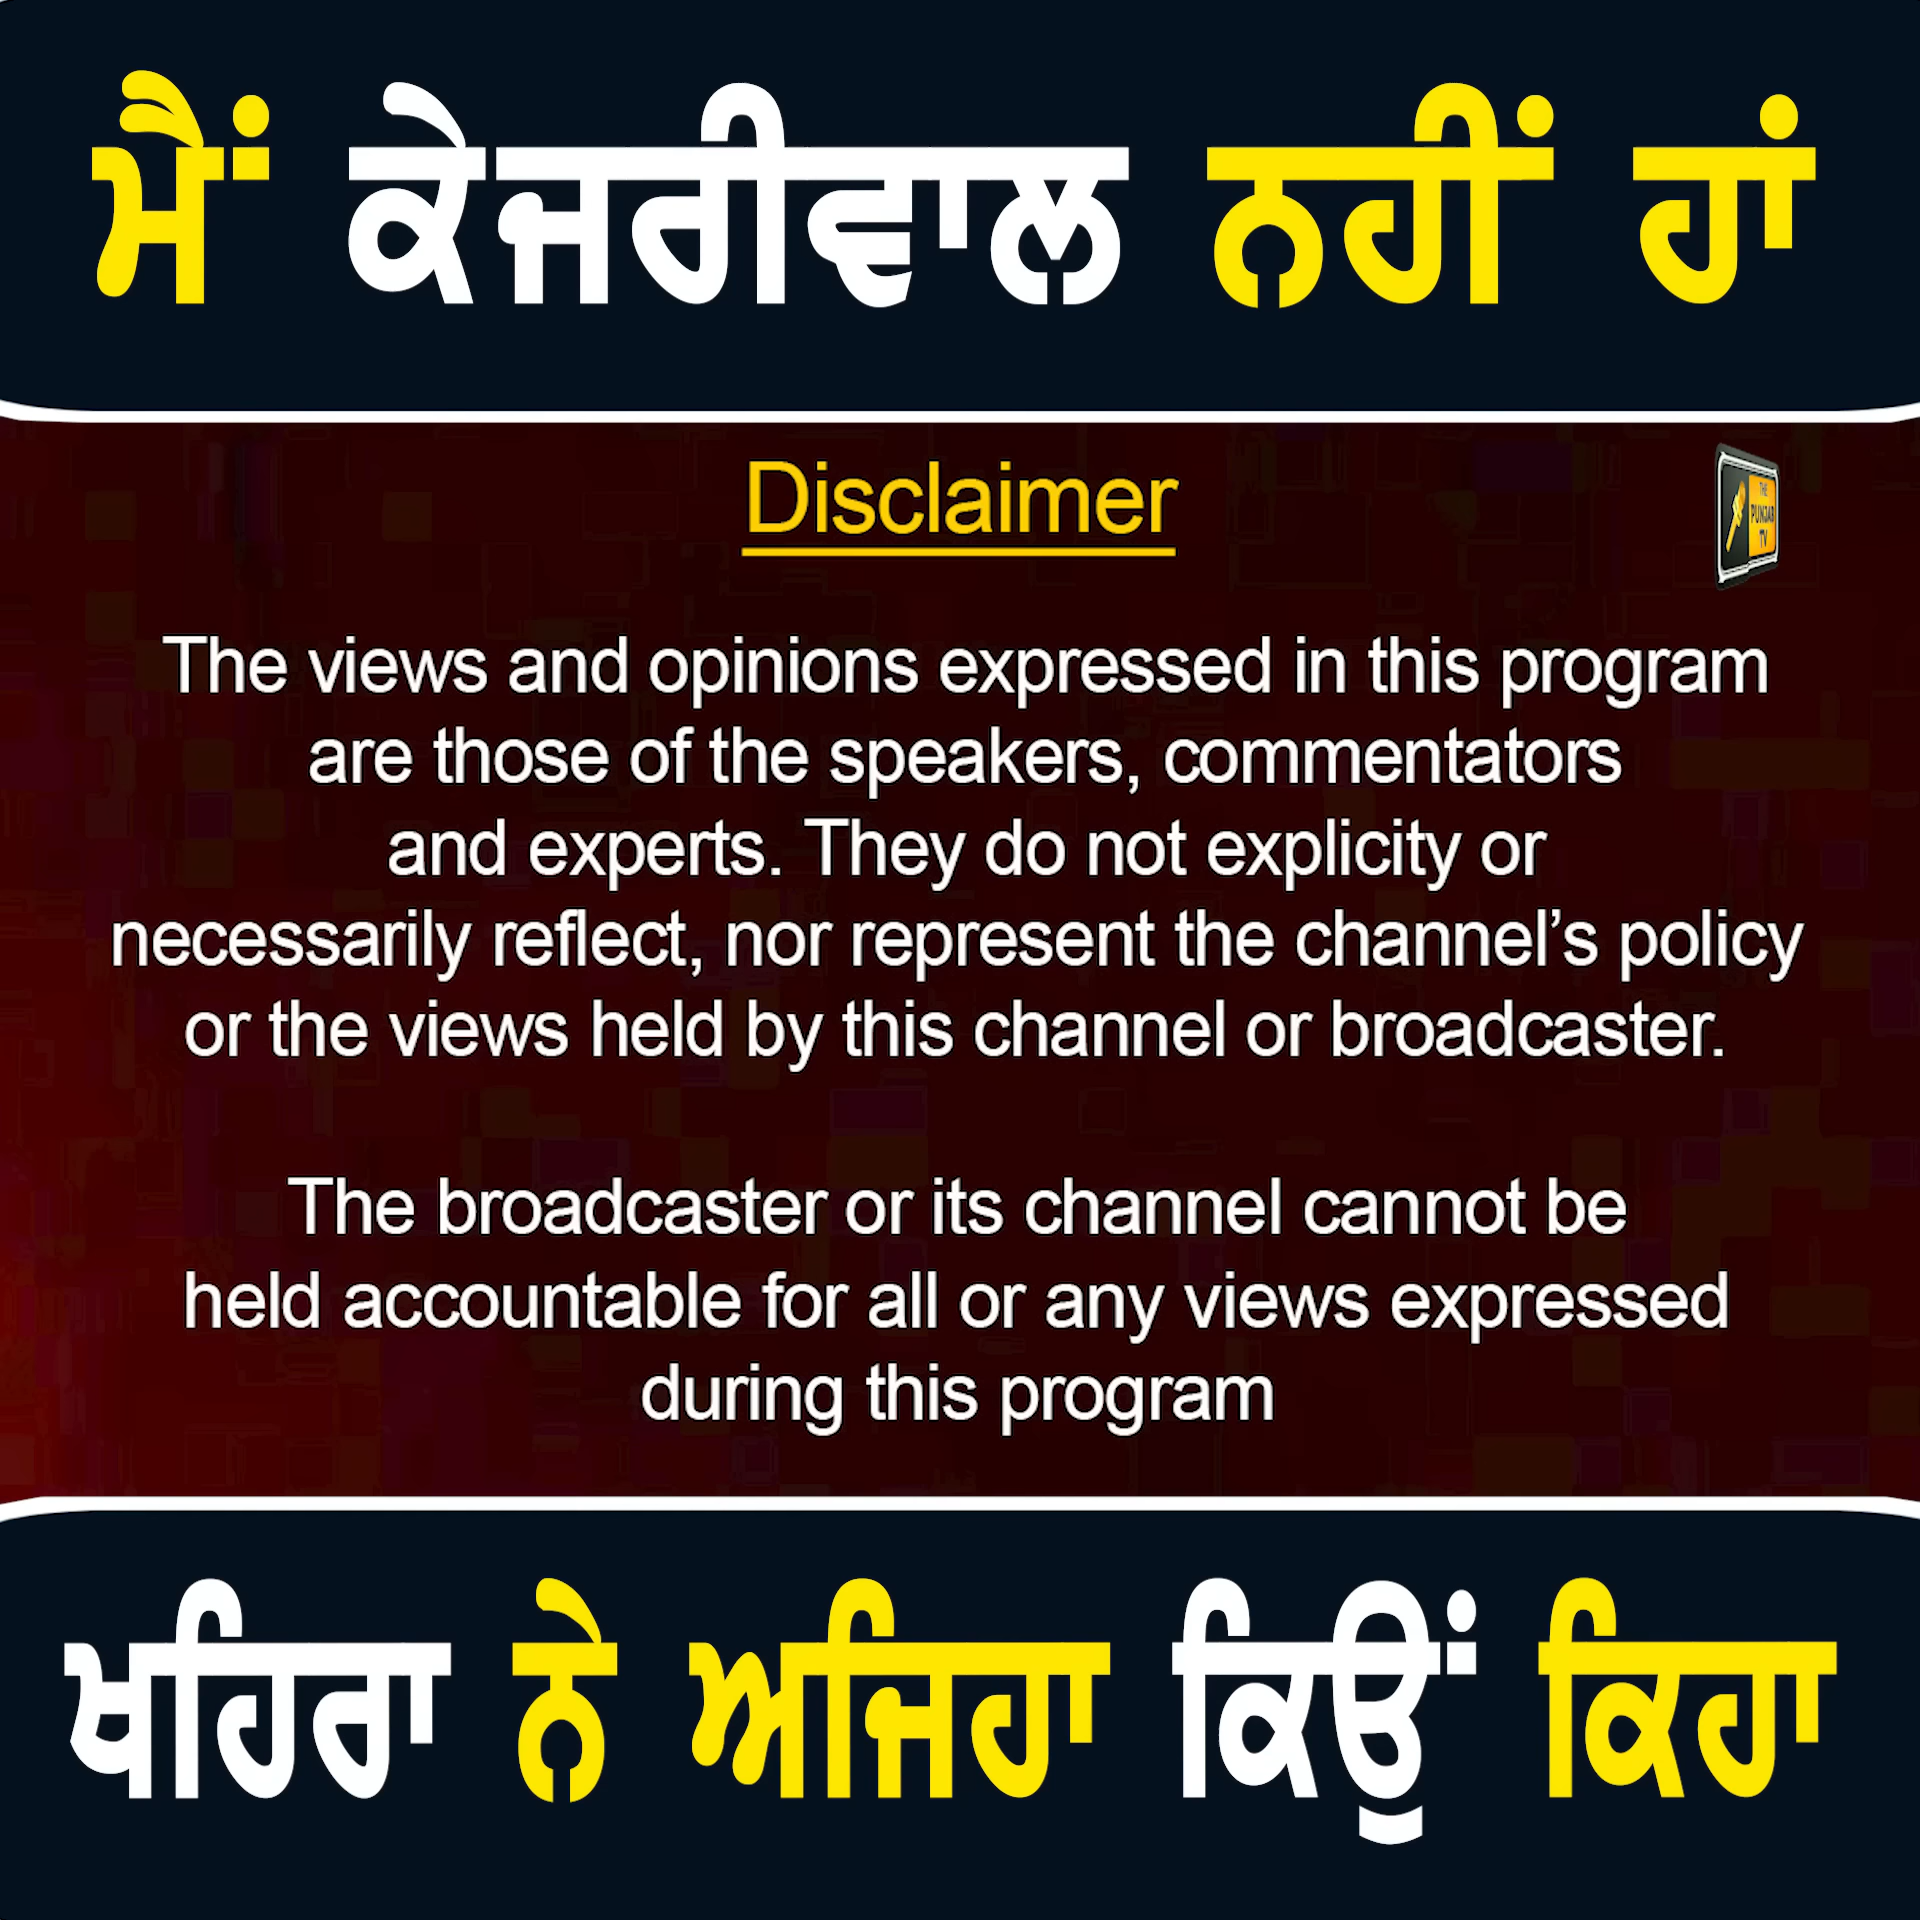 ਮੈਂ ਕੇਜਰੀਵਾਲ ਨਹੀਂ ਹਾਂ
Disclaimer
THE
PUNJAB
TV
The views and opinions expressed in this program
are those of the speakers, commentators
and experts. They do not explicity or
necessarily reflect, nor represent the channel’s policy
or the views held by this channel or broadcaster.
The broadcaster or its channel cannot be
held accountable for all or any views expressed
during this program
ਖਹਿਰਾ ਨੇ ਅਜਿਹਾ ਕਿਉਂ ਕਿਹਾ